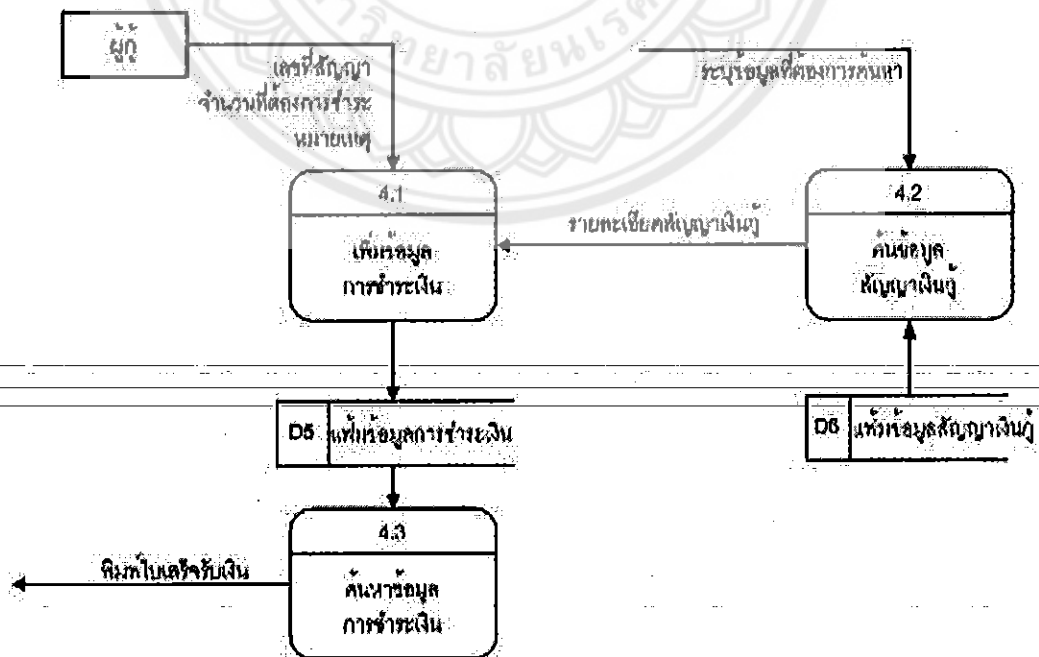 ผู้กู้
เลขที่สัญญา
จำนวนที่ต้องการชำระ
หมายเหตุ
ระบุข้อมูลที่ต้องการค้นหา
4.1
เพิ่มข้อมูล
การชำระเงิน
รายละเอียดสัญญาเงินกู้
4.2
ค้นข้อมูล
สัญญาเงินกู้
D5 แฟ้มข้อมูลการชำระเงิน
D6 แฟ้มข้อมูลสัญญาเงินกู้
4.3
ค้นหาข้อมูล
การชำระเงิน
พิมพ์ใบเสร็จรับเงิน